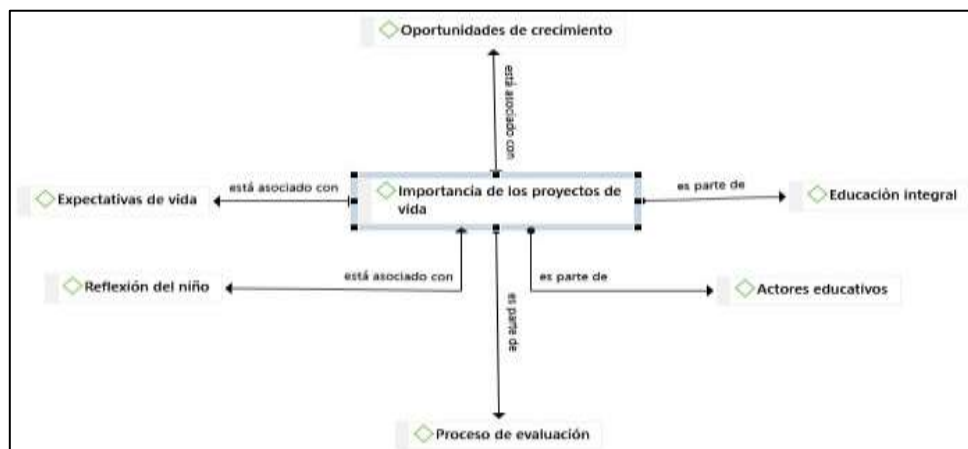 Oportunidades de crecimiento
está asociado con
Expectativas de vida
está asociado con
Importancia de los proyectos de
vida
es parte de
Educación integral
Reflexión del niño
está asociado con
es parte de
Actores educativos
es parte de
Proceso de evaluación